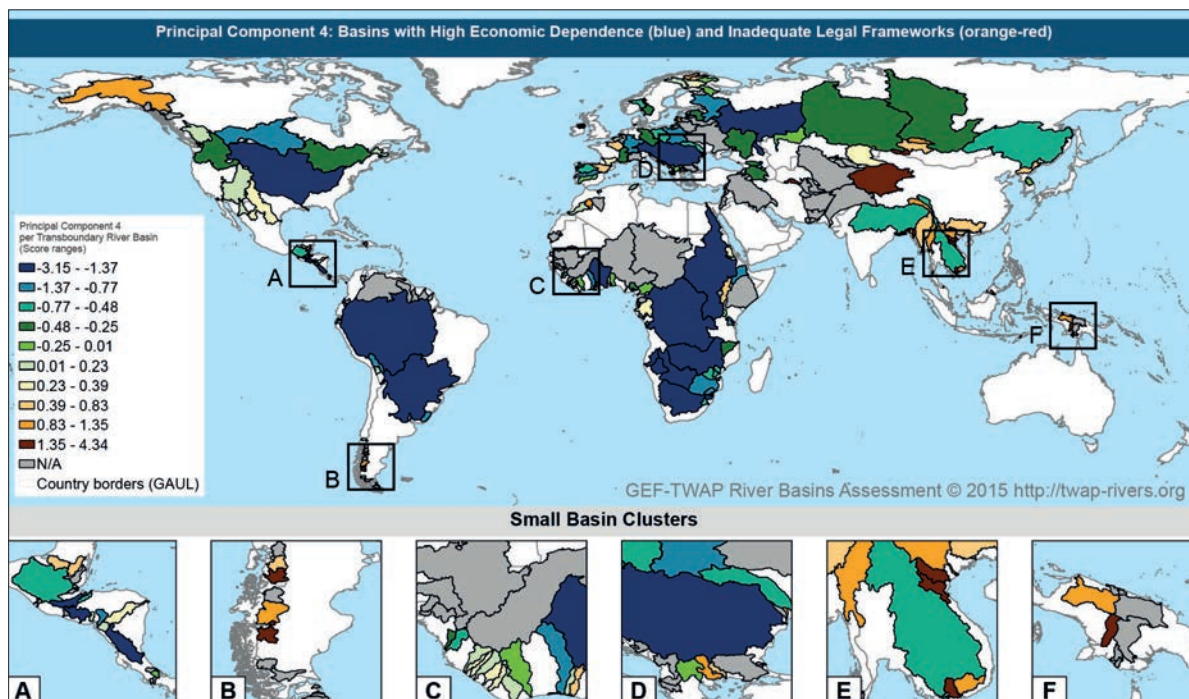 Principal Component 4: Basins with High Economic Dependence (blue) and Inadequate Legal Frameworks (orange-red)
Principal Component 4
per Transboundary River Basin
(Score ranges)
-3.15 - -1.37
-1.37 - -0.77
-0.77 - -0.48
-0.48 - -0.25
-0.25 - 0.01
0.01 - 0.23
0.23 - 0.39
0.39 - 0.83
0.83 - 1.35
1.35 - 4.34
N/A
Country borders (GAUL)
A
B
C
D
E
F
GEF-TWAP River Basins Assessment © 2015 http://twap-rivers.org
Small Basin Clusters
A
B
C
D
E
F